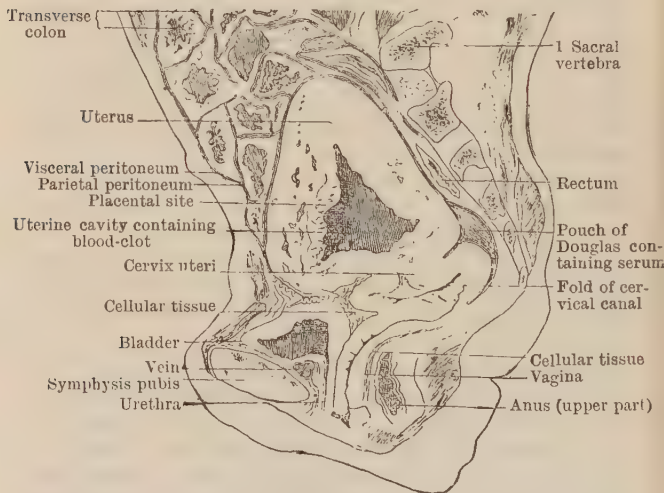 Transverse
colon
Uterus
Visceral peritoneum
Parietal peritoneum
Placental site
Uterine cavity containing
blood-clot
Cervix uteri
Cellular tissue
Bladder
Vein
Symphysis pubis
Urethra
1 Sacral
vertebra
Rectum
Pouch of
Douglas con-
taining serum
Fold of cer-
vical canal
Cellular tissue
Vagina
Anus (upper part)